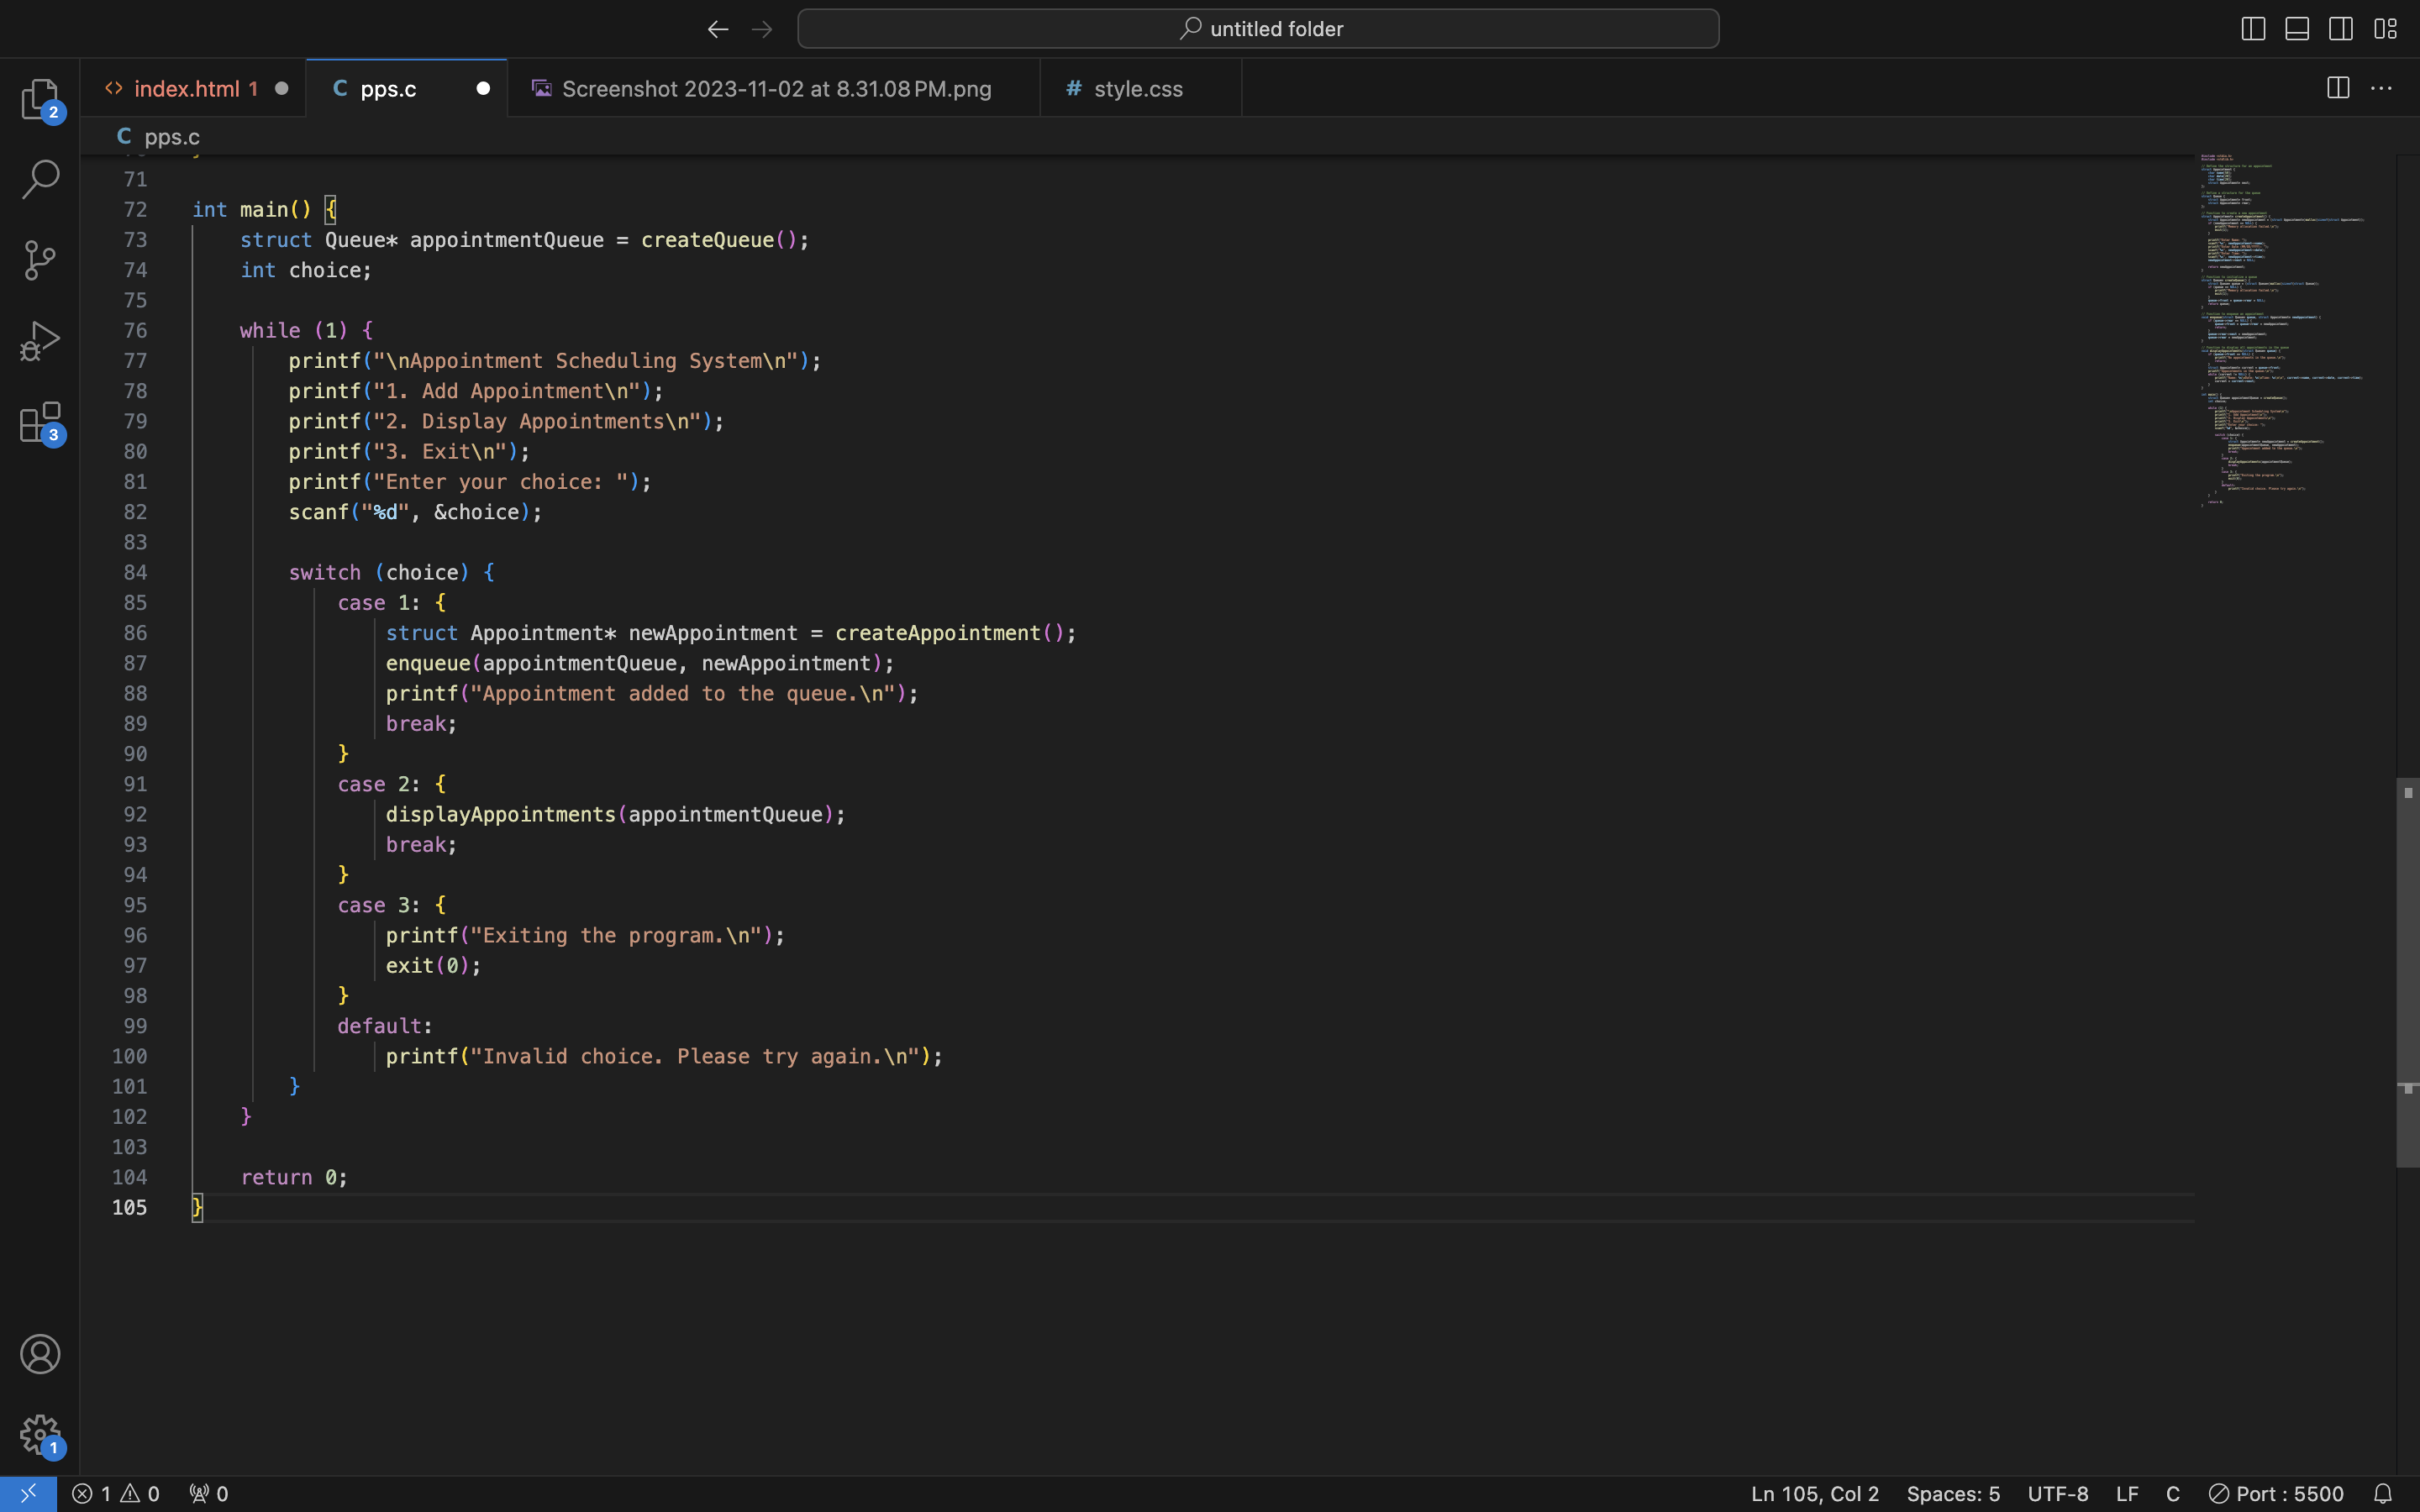 untitled folder
index.html 1
C pps.c
Screenshot 2023-11-02 at 8.31.08 PM.png
# style.css
2
C pps.c
71
72 int main() {
73     struct Queue* appointmentQueue = createQueue();
74     int choice;
75
76     while (1) {
77         printf("\nAppointment Scheduling System\n");
78         printf("1. Add Appointment\n");
79         printf("2. Display Appointments\n");
80         printf("3. Exit\n");
81         printf("Enter your choice: ");
82         scanf("%d", &choice);
83
84         switch (choice) {
85             case 1: {
86                 struct Appointment* newAppointment = createAppointment();
87                 enqueue(appointmentQueue, newAppointment);
88                 printf("Appointment added to the queue.\n");
89                 break;
90             }
91             case 2: {
92                 displayAppointments(appointmentQueue);
93                 break;
94             }
95             case 3: {
96                 printf("Exiting the program.\n");
97                 exit(0);
98             }
99             default:
100                 printf("Invalid choice. Please try again.\n");
101         }
102     }
103
104     return 0;
105 }
3
1
1 0 0
Ln 105, Col 2 Spaces: 5 UTF-8 LF C Port : 5500